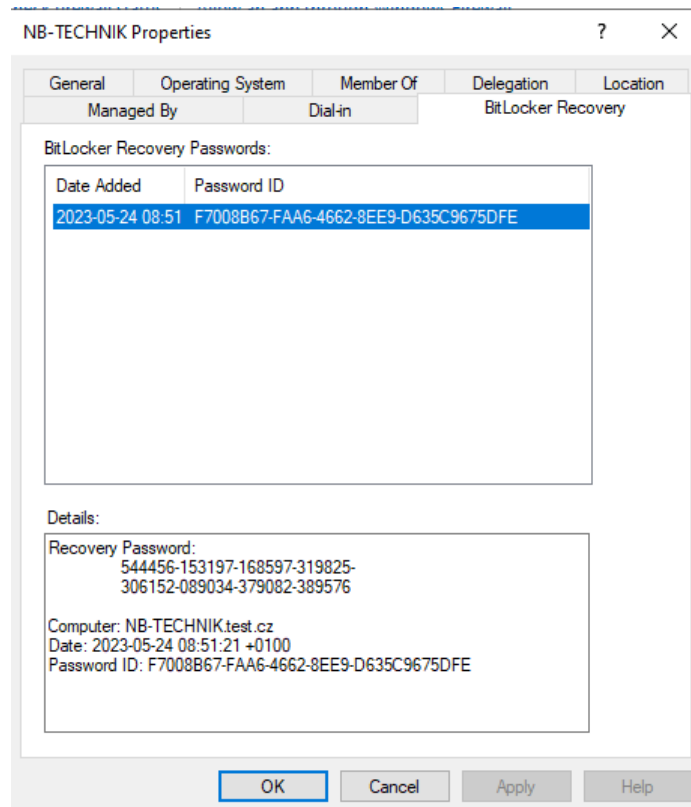 NB-TECHNIK Properties
General Operating System Member Of Delegation Location
Managed By Dial-in BitLocker Recovery
BitLocker Recovery Passwords:
Date Added Password ID
2023-05-24 08:51 F7008B67-FAA6-4662-8EE9-D635C9675DFE
Details:
Recovery Password:
544456-153197-168597-319825-
306152-089034-379082-389576
Computer: NB-TECHNIK.test.cz
Date: 2023-05-24 08:51:21 +0100
Password ID: F7008B67-FAA6-4662-8EE9-D635C9675DFE
OK Cancel Apply Help